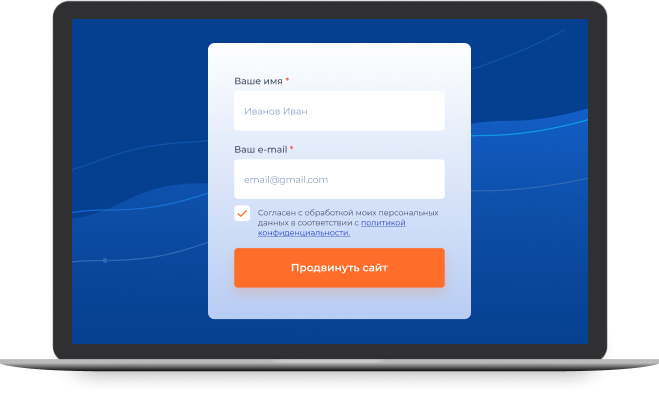 Ваше имя *
Иванов Иван
Ваш e-mail *
email@gmail.com
Согласен с обработкой моих персональных
данных в соответствии с политикой
конфиденциальности.
Продвинуть сайт